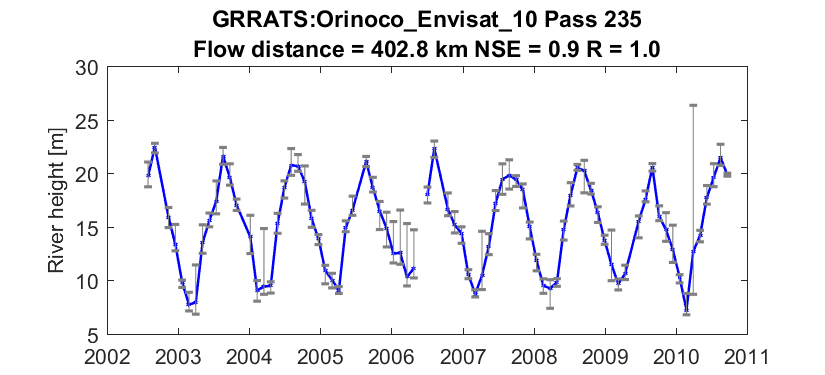 GRRATS:Orinoco_Envisat_10 Pass 235
Flow distance = 402.8 km NSE = 0.9 R = 1.0
River height [m]
30
25
20
15
10
5
2002 2003 2004 2005 2006 2007 2008 2009 2010 2011